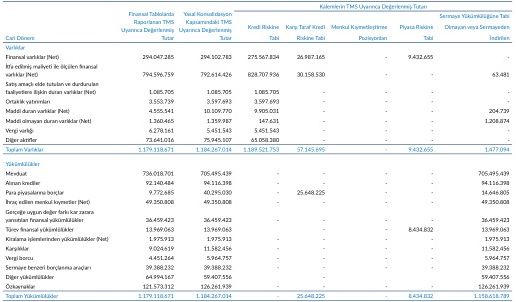 Kalemlerin TMS Uyarınca Değerlenmiş Tutarı
Finansal Tablolarda Raporlanan TMS Uyarınca Değerlenmiş Tutar
Yasal Konsolidasyon Kapsamındaki TMS Uyarınca Değerlenmiş Tutar
Kredi Riskine Tabi
Karşı Taraf Kredi Riskine Tabi
Menkul Kıymetleştirme Pozisyonları
Piyasa Riskine Tabi
Sermaye Yükümlülüğüne Tabi Olmayan veya Sermayeden İndirilen
Cari Dönem
Varlıklar
Finansal varlıklar (Net) 294.047.285 294.102.783 275.567.834 26.987.165 - 9.432.655 -
İtfa edilmiş maliyeti ile ölçülen finansal
varlıklar (Net) 794.596.759 792.614.426 828.707.936 30.158.530 - - 63.481
Satış amaçlı elde tutulan ve durdurulan
faaliyetlere ilişkin duran varlıklar (Net) 1.085.705 1.085.705 1.085.705 - - - -
Ortaklık yatırımları 3.553.739 3.597.693 3.597.693 - - - -
Maddi duran varlıklar (Net) 4.555.541 10.109.770 9.905.031 - - - 204.739
Maddi olmayan duran varlıklar (Net) 1.360.465 1.359.987 147.631 - - - 1.208.874
Vergi varlığı 6.278.161 5.451.543 5.451.543 - - - -
Diğer aktifler 73.641.016 75.945.107 65.058.380 - - - -
Toplam Varlıklar 1.179.118.671 1.184.267.014 1.189.521.753 57.145.695 - 9.432.655 1.477.094
Yükümlülükler
Mevduat 736.018.701 705.495.439 - - - - 705.495.439
Alınan krediler 92.140.484 94.116.398 - - - - 94.116.398
Para piyasalarına borçlar 9.772.685 40.295.030 - 25.648.225 - - 14.646.805
İhraç edilen menkul kıymetler (Net) 49.350.808 49.350.808 - - - - 49.350.808
Gerçeğe uygun değer farkı kar zarara
yansıtılan finansal yükümlülükler 36.459.423 36.459.423 - - - - 36.459.423
Türev finansal yükümlülükler 13.969.063 13.969.063 - - - 8.434.832 13.969.063
Kiralama işlemlerinden yükümlülükler (Net) 1.975.913 1.975.913 - - - - 1.975.913
Karşılıklar 9.024.619 11.582.456 - - - - 11.582.456
Vergi borcu 4.451.264 5.964.757 - - - - 5.964.757
Sermaye benzeri borçlanma araçları 39.388.232 39.388.232 - - - - 39.388.232
Diğer yükümlülükler 64.994.167 59.407.556 - - - - 59.407.556
Özkaynaklar 121.573.312 126.261.939 - - - - 126.261.939
Toplam Yükümlülükler 1.179.118.671 1.184.267.014 - 25.648.225 - 8.434.832 1.158.618.789